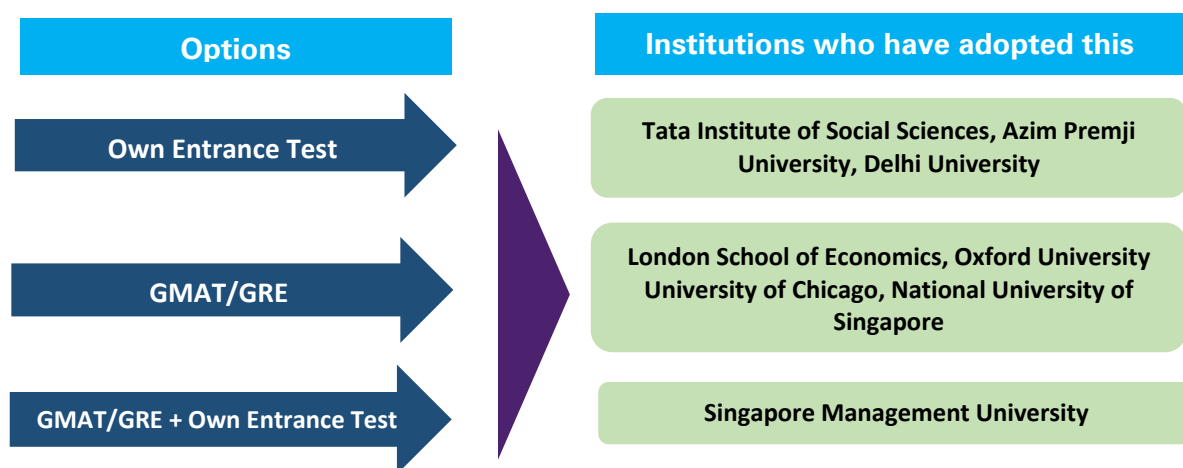 Options
Institutions who have adopted this
Own Entrance Test
Tata Institute of Social Sciences, Azim Premji
University, Delhi University
GMAT/GRE
London School of Economics, Oxford University
University of Chicago, National University of
Singapore
GMAT/GRE + Own Entrance Test
Singapore Management University